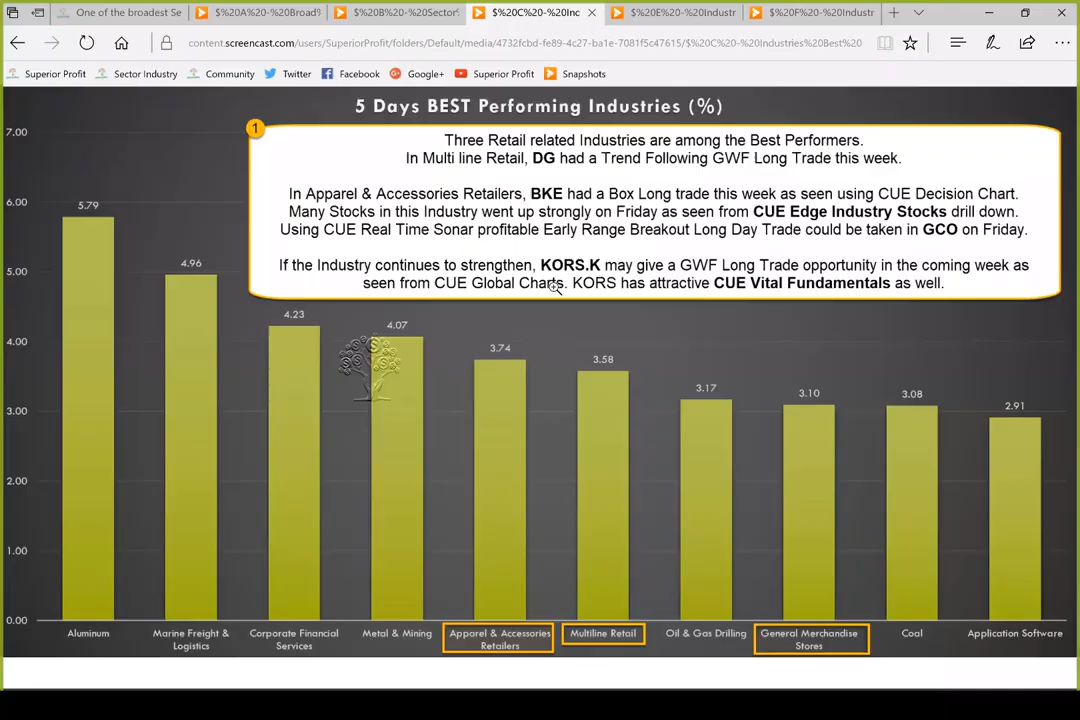 One of the broadest Se
$%20A%20-%20Broad%
$%20B%20-%20Sector%
$%20C%20-%20Inc
$%20E%20-%20Industri
$%20F%20-%20Industr
content.screencast.com/users/SuperiorProfit/folders/Default/media/4732fcbd-fe89-4c27-ba1e-7081f5c47615/$%20C%20-%20Industries%20Best%20
Superior Profit
Sector Industry
Community
Twitter
Facebook
Google+
Superior Profit
Snapshots
5 Days BEST Performing Industries (%)
1
Three Retail related Industries are among the Best Performers.
In Multi line Retail, DG had a Trend Following GWF Long Trade this week.
In Apparel & Accessories Retailers, BKE had a Box Long trade this week as seen using CUE Decision Chart.
Many Stocks in this Industry went up strongly on Friday as seen from CUE Edge Industry Stocks drill down.
Using CUE Real Time Sonar profitable Early Range Breakout Long Day Trade could be taken in GCO on Friday.
If the Industry continues to strengthen, KORS.K may give a GWF Long Trade opportunity in the coming week as
seen from CUE Global Charts. KORS has attractive CUE Vital Fundamentals as well.
7.00
6.00
5.00
4.00
3.00
2.00
1.00
0.00
5.79
4.96
4.23
4.07
3.74
3.58
3.17
3.10
3.08
2.91
Aluminum
Marine Freight &
Logistics
Corporate Financial
Services
Metal & Mining
Apparel & Accessories
Retailers
Multiline Retail
Oil & Gas Drilling
General Merchandise
Stores
Coal
Application Software